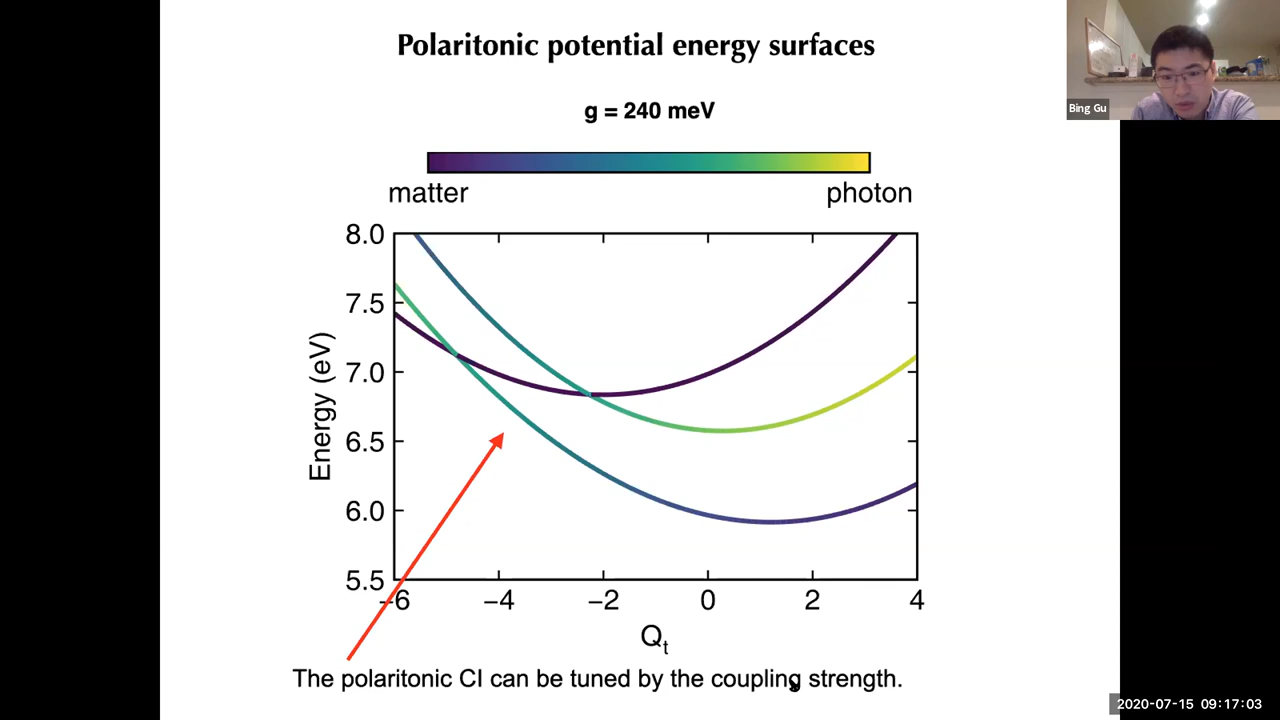 Polaritonic potential energy surfaces
Bing Gu
g = 240 meV
matter
photon
8.0
7.5
7.0
6.5
6.0
5.5
Energy (eV)
−6 −4 −2 0 2 4
Qt
The polaritonic CI can be tuned by the coupling strength.
2020-07-15 09:17:03